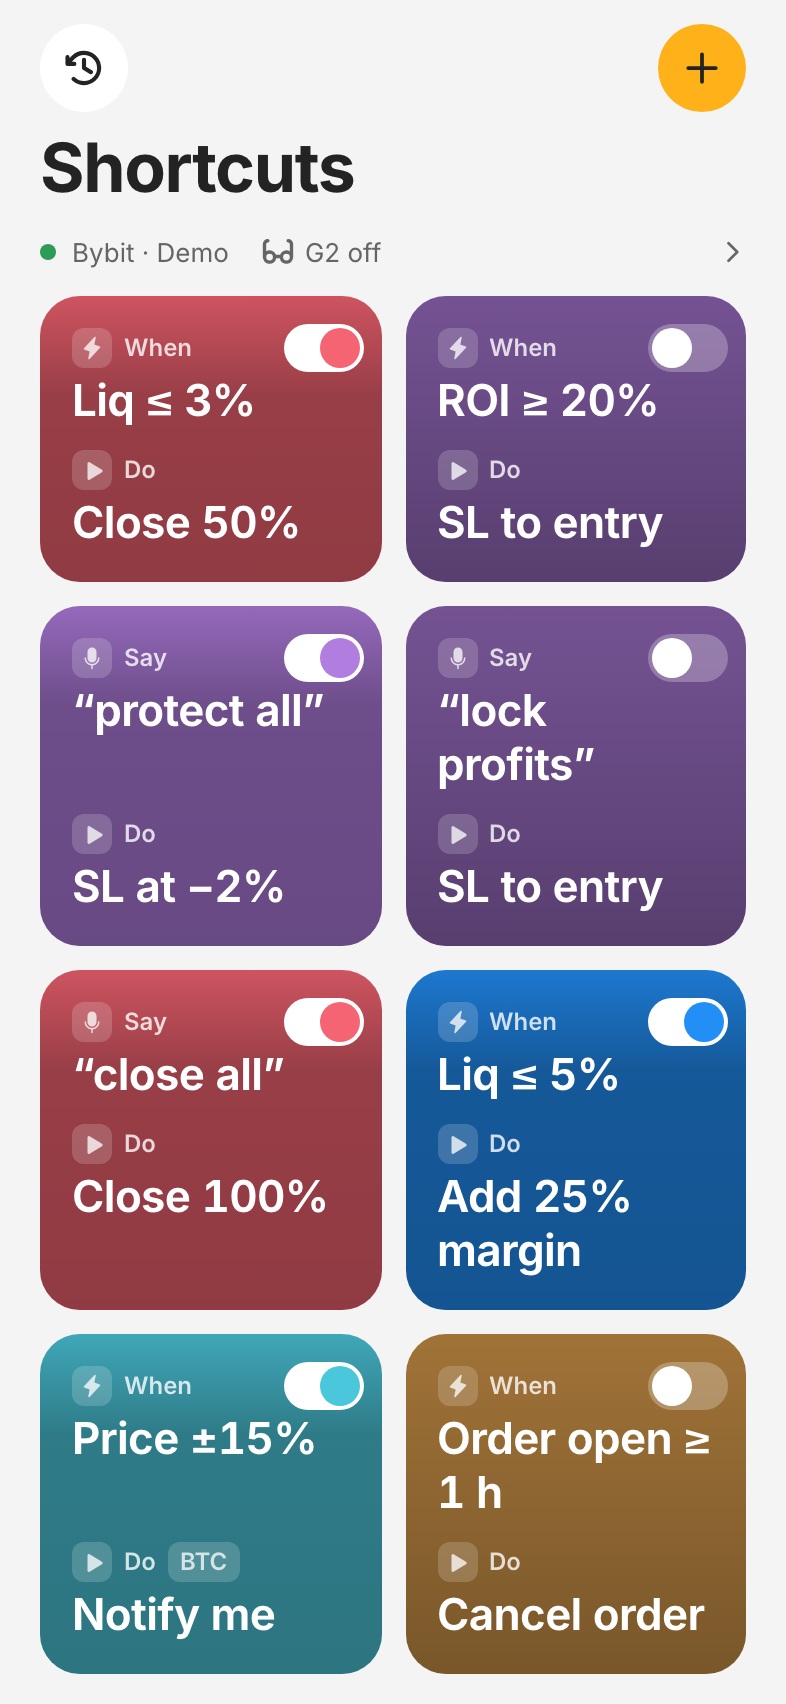 Shortcuts
Bybit · Demo G2 off
When
Liq ≤ 3%
Do
Close 50%
When
ROI ≥ 20%
Do
SL to entry
Say
“protect all”
Do
SL at −2%
Say
“lock
profits”
Do
SL to entry
Say
“close all”
Do
Close 100%
When
Liq ≤ 5%
Do
Add 25%
margin
When
Price ±15%
Do BTC
Notify me
When
Order open ≥
1 h
Do
Cancel order